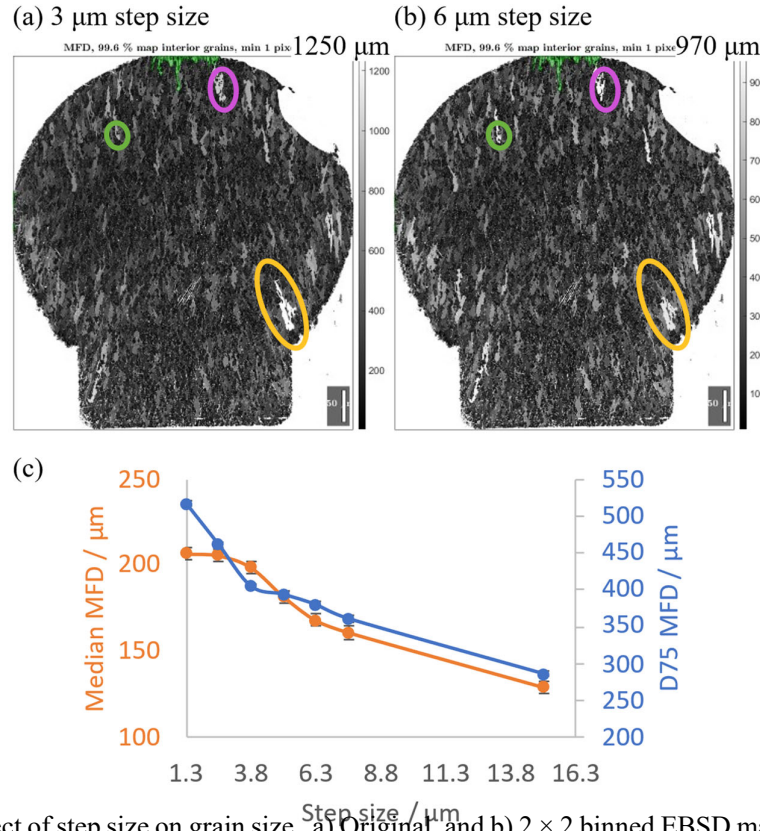 (a) 3 μm step size
(b) 6 μm step size
MFD, 99.6 % map interior grains, min 1 pixe
1250 μm
MFD, 99.6 % map interior grains, min 1 pixe
970 μm
1200
1000
800
600
400
200
90
80
70
60
50
40
30
20
10
50
50
(c)
250
200
150
100
Median MFD / μm
550
500
450
400
350
300
250
200
D75 MFD / μm
1.3 3.8 6.3 8.8 11.3 13.8 16.3
Step size / μm
ect of step size on grain size a) Original and b) 2 × 2 binned EBSD ma